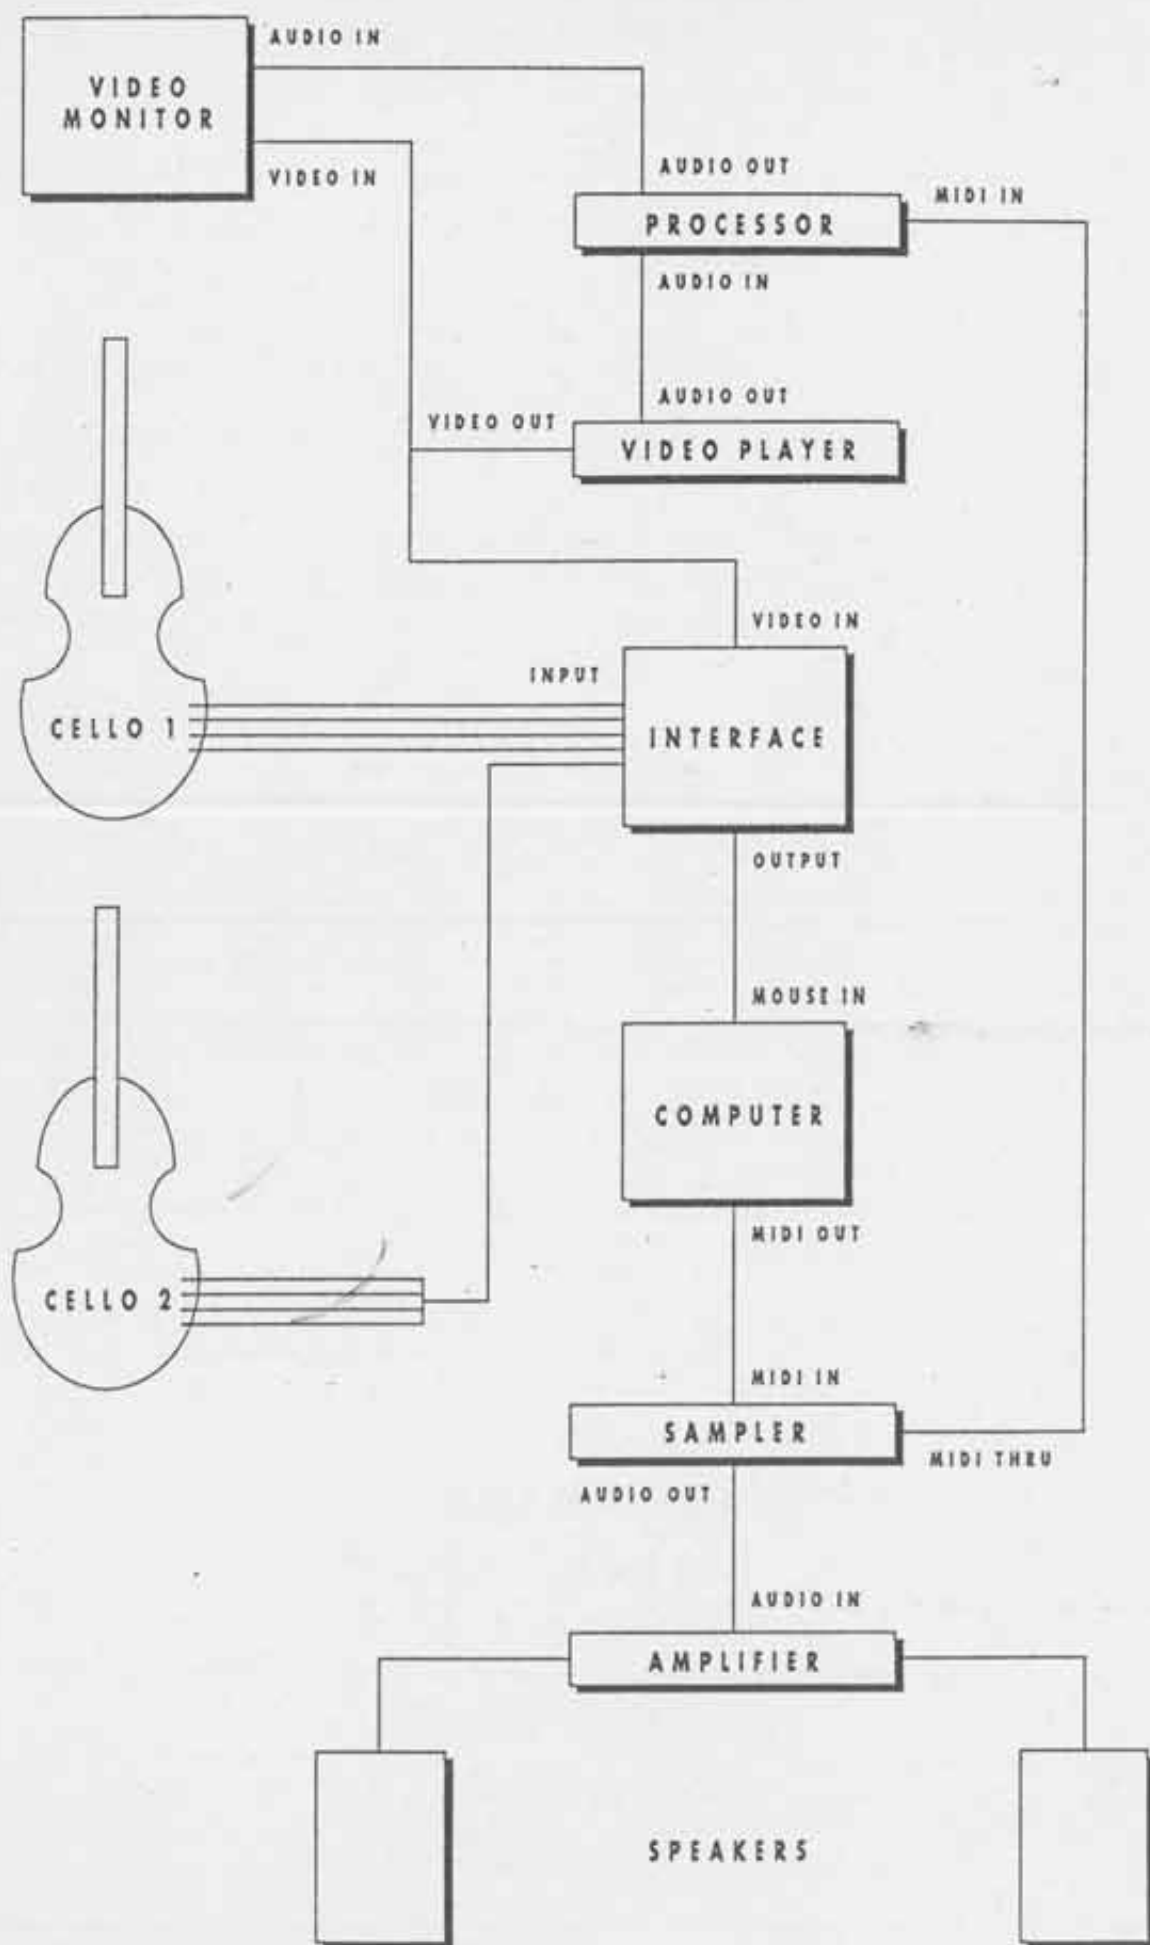 AUDIO IN
VIDEO
MONITOR
VIDEO IN
AUDIO OUT
MIDI IN
PROCESSOR
AUDIO IN
AUDIO OUT
VIDEO OUT
VIDEO PLAYER
VIDEO IN
INPUT
CELLO 1
INTERFACE
OUTPUT
MOUSE IN
COMPUTER
MIDI OUT
CELLO 2
MIDI IN
SAMPLER
MIDI THRU
AUDIO OUT
AUDIO IN
AMPLIFIER
SPEAKERS